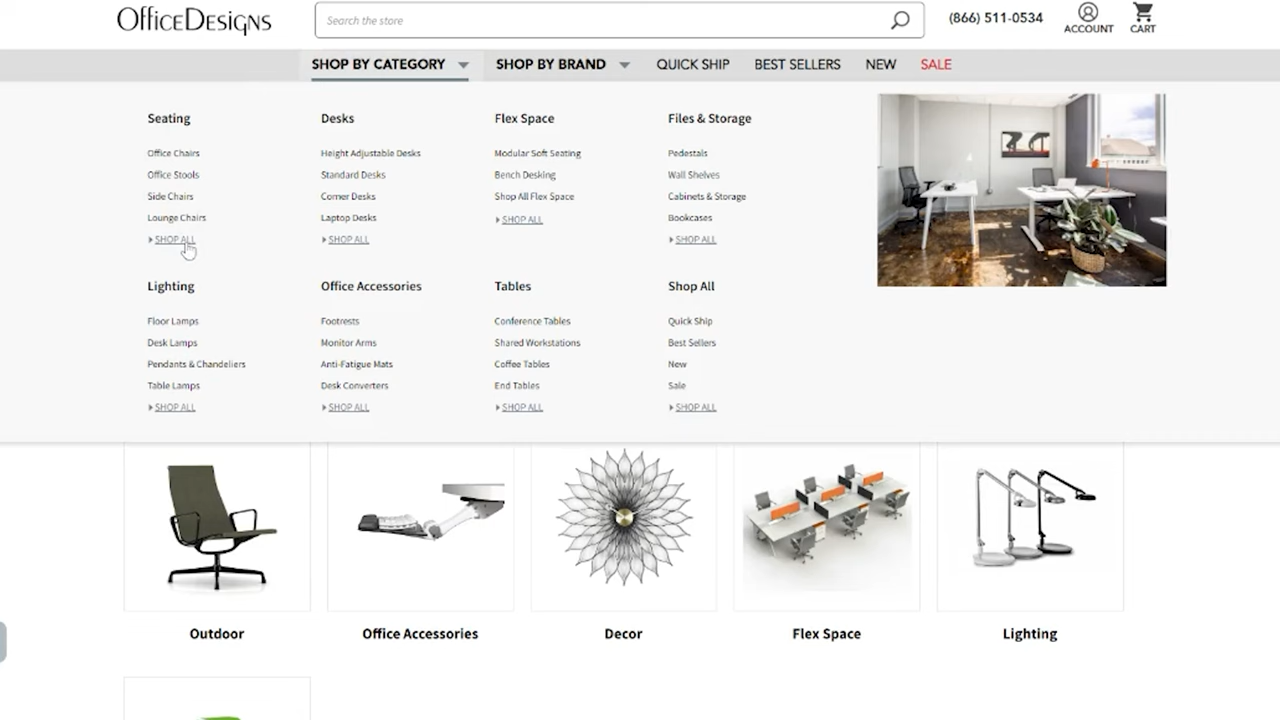 OfficeDesigns
Search the store
(866) 511-0534
ACCOUNT
CART
SHOP BY CATEGORY
SHOP BY BRAND
QUICK SHIP
BEST SELLERS
NEW
SALE
Seating
Office Chairs
Office Stools
Side Chairs
Lounge Chairs
SHOP ALL
Desks
Height Adjustable Desks
Standard Desks
Corner Desks
Laptop Desks
SHOP ALL
Flex Space
Modular Soft Seating
Bench Desking
Shop All Flex Space
SHOP ALL
Files & Storage
Pedestals
Wall Shelves
Cabinets & Storage
Bookcases
SHOP ALL
Lighting
Floor Lamps
Desk Lamps
Pendants & Chandeliers
Table Lamps
SHOP ALL
Office Accessories
Footrests
Monitor Arms
Anti-Fatigue Mats
Desk Converters
SHOP ALL
Tables
Conference Tables
Shared Workstations
Coffee Tables
End Tables
SHOP ALL
Shop All
Quick Ship
Best Sellers
New
Sale
SHOP ALL
Outdoor
Office Accessories
Decor
Flex Space
Lighting